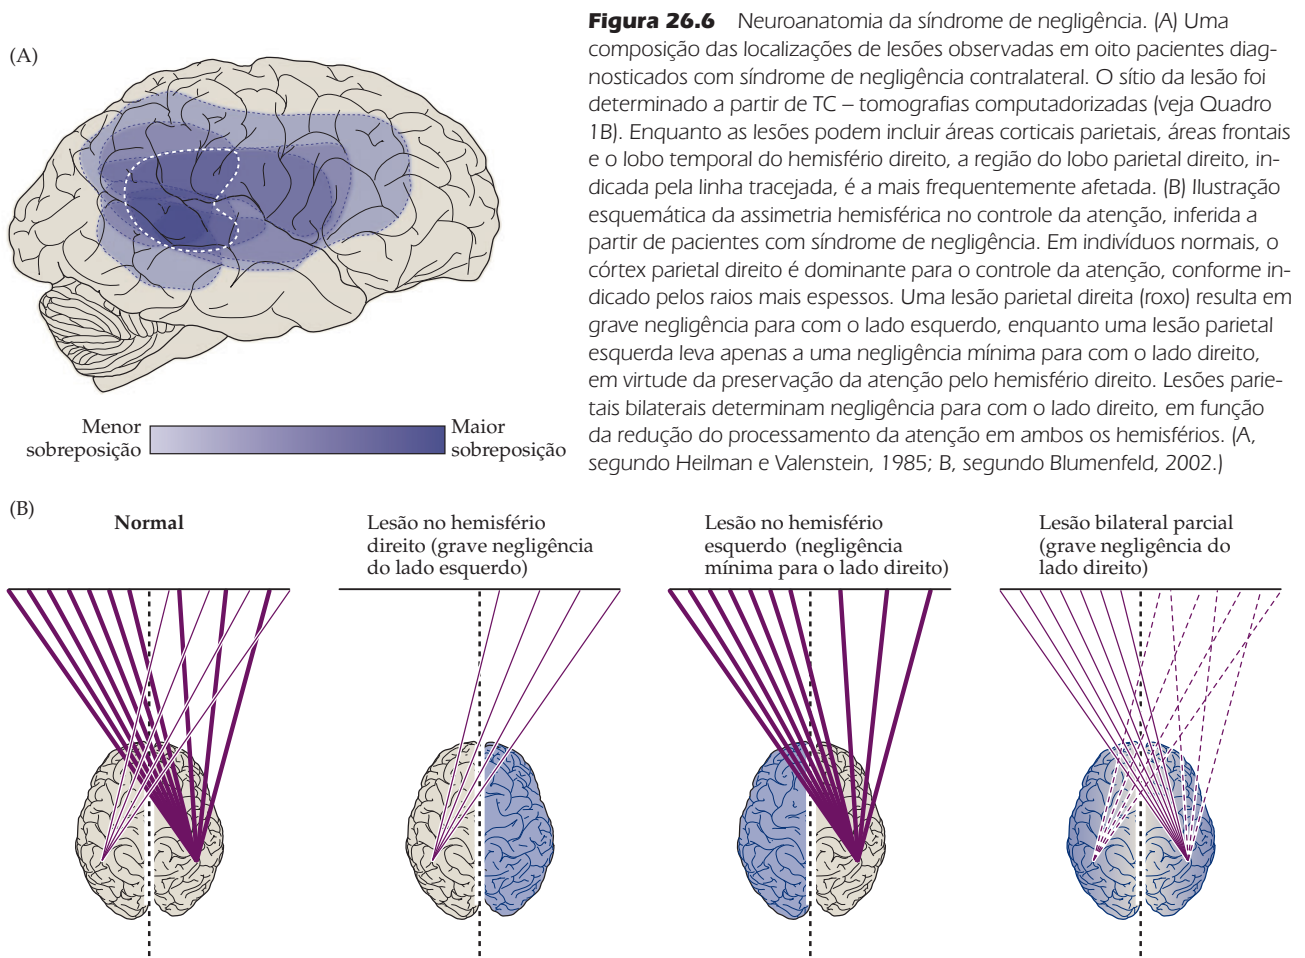 Figura 26.6 Neuroanatomia da síndrome de negligência. (A) Uma
composição das localizações de lesões observadas em oito pacientes diag-
nosticados com síndrome de negligência contralateral. O sítio da lesão foi
determinado a partir de TC – tomografias computadorizadas (veja Quadro
1B). Enquanto as lesões podem incluir áreas corticais parietais, áreas frontais
e o lobo temporal do hemisfério direito, a região do lobo parietal direito, in-
dicada pela linha tracejada, é a mais frequentemente afetada. (B) Ilustração
esquemática da assimetria hemisférica no controle da atenção, inferida a
partir de pacientes com síndrome de negligência. Em indivíduos normais, o
córtex parietal direito é dominante para o controle da atenção, conforme in-
dicado pelos raios mais espessos. Uma lesão parietal direita (roxo) resulta em
grave negligência para com o lado esquerdo, enquanto uma lesão parietal
esquerda leva apenas a uma negligência mínima para com o lado direito,
em virtude da preservação da atenção pelo hemisfério direito. Lesões parie-
tais bilaterais determinam negligência para com o lado direito, em função
da redução do processamento da atenção em ambos os hemisférios. (A,
segundo Heilman e Valenstein, 1985; B, segundo Blumenfeld, 2002.)
(A)
Menor
sobreposição
Maior
sobreposição
(B)
Normal
Lesão no hemisfério
direito (grave negligência
do lado esquerdo)
Lesão no hemisfério
esquerdo (negligência
mínima para o lado direito)
Lesão bilateral parcial
(grave negligência do
lado direito)